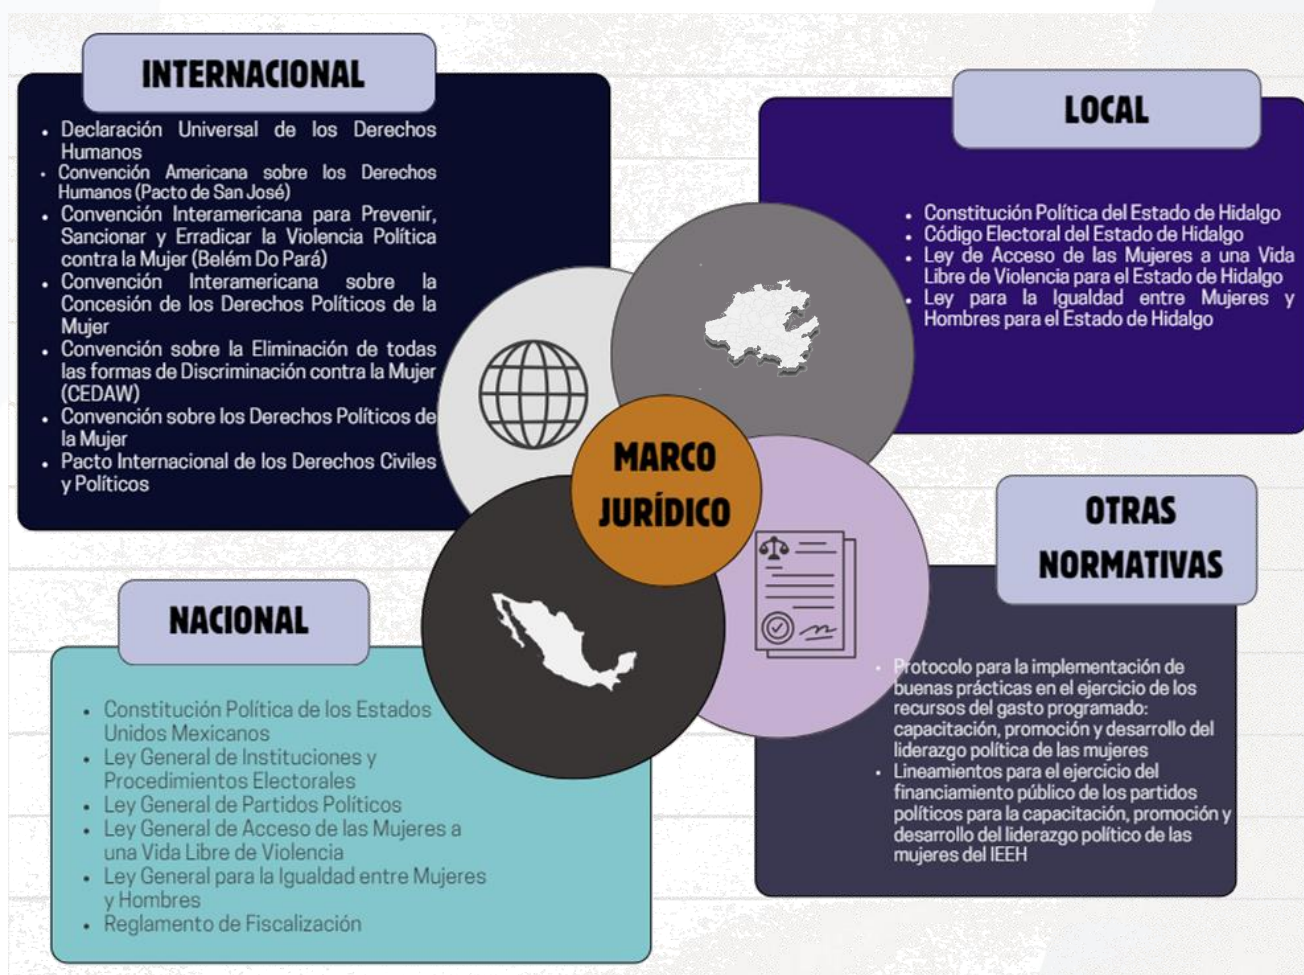 INTERNACIONAL
• Declaración Universal de los Derechos
Humanos
• Convención Americana sobre los Derechos
Humanos (Pacto de San José)
• Convención Interamericana para Prevenir,
Sancionar y Erradicar la Violencia Política
contra la Mujer (Belém Do Pará)
• Convención Interamericana sobre la
Concesión de los Derechos Políticos de la
Mujer
• Convención sobre la Eliminación de todas
las formas de Discriminación contra la Mujer
(CEDAW)
• Convención sobre los Derechos Políticos de
la Mujer
• Pacto Internacional de los Derechos Civiles
y Políticos
LOCAL
• Constitución Política del Estado de Hidalgo
• Código Electoral del Estado de Hidalgo
• Ley de Acceso de las Mujeres a una Vida
Libre de Violencia para el Estado de Hidalgo
• Ley para la Igualdad entre Mujeres y
Hombres para el Estado de Hidalgo
MARCO
JURÍDICO
NACIONAL
• Constitución Política de los Estados
Unidos Mexicanos
• Ley General de Instituciones y
Procedimientos Electorales
• Ley General de Partidos Políticos
• Ley General de Acceso de las Mujeres a
una Vida Libre de Violencia
• Ley General para la Igualdad entre Mujeres
y Hombres
• Reglamento de Fiscalización
OTRAS
NORMATIVAS
• Protocolo para la implementación de
buenas prácticas en el ejercicio de los
recursos del gasto programado:
capacitación, promoción y desarrollo del
liderazgo política de las mujeres
• Lineamientos para el ejercicio del
financiamiento público de los partidos
políticos para la capacitación, promoción y
desarrollo del liderazgo político de las
mujeres del IEEH